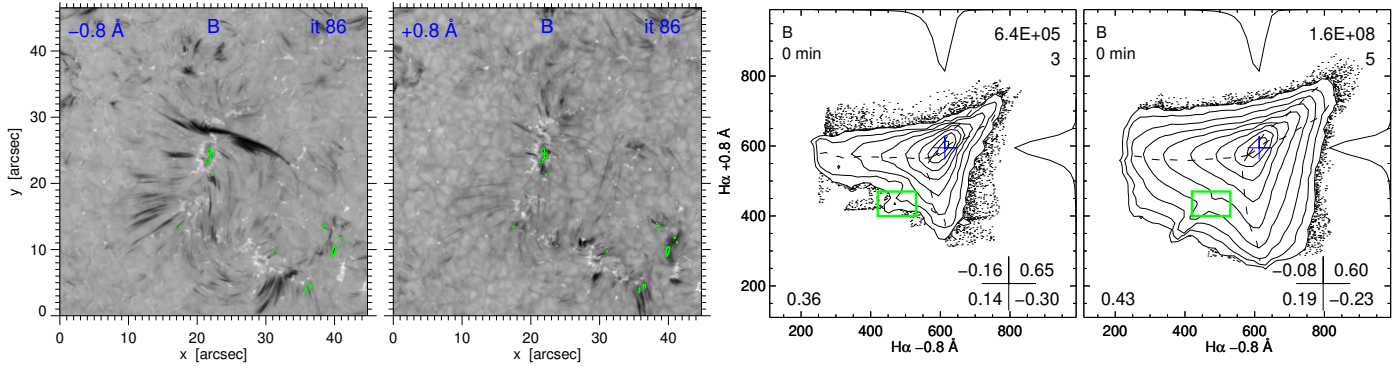 −0.8 Å B it 86
+0.8 Å B it 86
40
30
20
10
0
y [arcsec]
0 10 20 30 40
x [arcsec]
0 10 20 30 40
x [arcsec]
B 6.4E+05
0 min 3
800
600
400
200
Hα +0.8 Å
−0.16 0.65
0.14 −0.30
0.36
200 400 600 800
Hα −0.8 Å
B 1.6E+08
0 min 5
−0.08 0.60
0.19 −0.23
0.43
200 400 600 800
Hα −0.8 Å